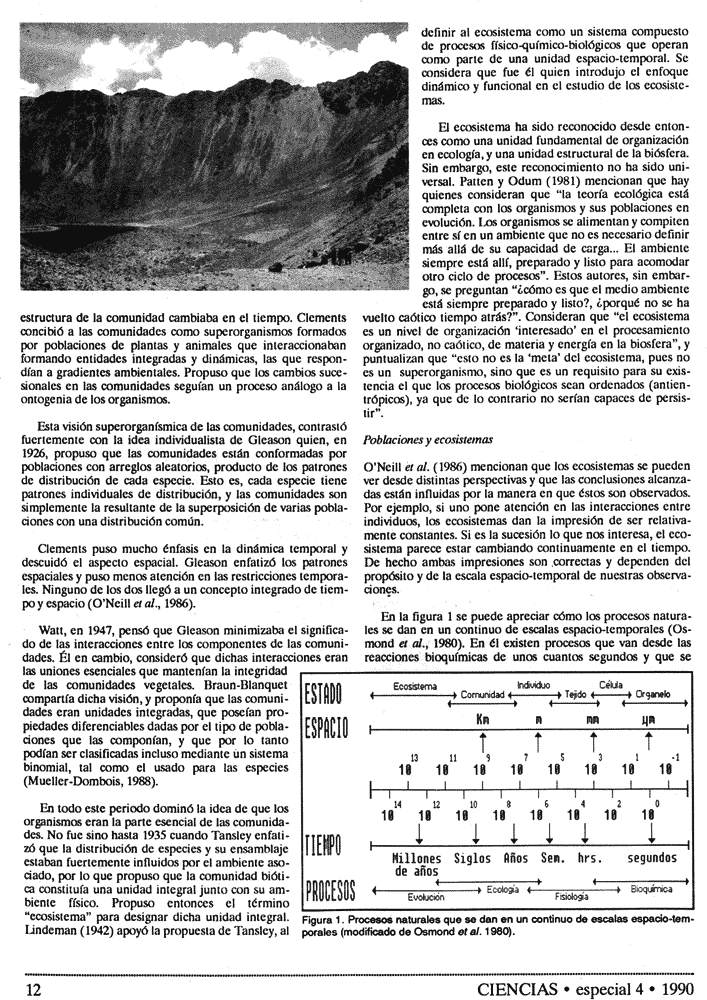 estructura de la comunidad cambiaba en el tiempo. Clements
concibió a las comunidades como superorganismos formados
por poblaciones de plantas y animales que interaccionaban
formando entidades integradas y dinámicas, las que respon-
dían a gradientes ambientales. Propuso que los cambios suce-
sionales en las comunidades seguían un proceso análogo a la
ontogenia de los organismos.
Esta visión superorganísmica de las comunidades, contrastó
fuertemente con la idea individualista de Gleason quien, en
1926, propuso que las comunidades están conformadas por
poblaciones con arreglos aleatorios, producto de los patrones
de distribución de cada especie. Esto es, cada especie tiene
patrones individuales de distribución, y las comunidades son
simplemente la resultante de la superposición de varias pobla-
ciones con una distribución común.
Clements puso mucho énfasis en la dinámica temporal y
descuidó el aspecto espacial. Gleason enfatizó los patrones
espaciales y puso menos atención en las restricciones tempora-
les. Ninguno de los dos llegó a un concepto integrado de tiem-
po y espacio (O'Neill et al., 1986).
Watt, en 1947, pensó que Gleason minimizaba el significa-
do de las interacciones entre los componentes de las comuni-
dades. Él en cambio, consideró que dichas interacciones eran
las uniones esenciales que mantenían la integridad
de las comunidades vegetales. Braun-Blanquet
compartía dicha visión, y proponía que las comuni-
dades eran unidades integradas, que poseían pro-
piedades diferenciables dadas por el tipo de pobla-
ciones que las componían, y que por lo tanto
podían ser clasificadas incluso mediante un sistema
binomial, tal como el usado para las especies
(Mueller-Dombois, 1988).
En todo este periodo dominó la idea de que los
organismos eran la parte esencial de las comunida-
des. No fue sino hasta 1935 cuando Tansley enfati-
zó que la distribución de especies y su ensamblaje
estaban fuertemente influidos por el ambiente aso-
ciado, por lo que propuso que la comunidad bióti-
ca constituía una unidad integral junto con su am-
biente físico. Propuso entonces el término
"ecosistema" para designar dicha unidad integral.
Lindeman (1942) apoyó la propuesta de Tansley, al
definir al ecosistema como un sistema compuesto
de procesos físico-químico-biológicos que operan
como parte de una unidad espacio-temporal. Se
considera que fue él quien introdujo el enfoque
dinámico y funcional en el estudio de los ecosiste-
mas.
El ecosistema ha sido reconocido desde enton-
ces como una unidad fundamental de organización
en ecología, y una unidad estructural de la biósfera.
Sin embargo, este reconocimiento no ha sido uni-
versal. Patten y Odum (1981) mencionan que hay
quienes consideran que "la teoría ecológica está
completa con los organismos y sus poblaciones en
evolución. Los organismos se alimentan y compiten
entre sí en un ambiente que no es necesario definir
más allá de su capacidad de carga... El ambiente
siempre está allí, preparado y listo para acomodar
otro ciclo de procesos". Estos autores, sin embar-
go, se preguntan "¿cómo es que el medio ambiente
está siempre preparado y listo?, ¿porqué no se ha
vuelto caótico tiempo atrás?". Consideran que "el ecosistema
es un nivel de organización 'interesado' en el procesamiento
organizado, no caótico, de materia y energía en la biosfera", y
puntualizan que "esto no es la 'meta' del ecosistema, pues no
es un superorganismo, sino que es un requisito para su exis-
tencia el que los procesos biológicos sean ordenados (antien-
trópicos), ya que de lo contrario no serían capaces de persis-
tir".
Poblaciones y ecosistemas
O'Neill et al. (1986) mencionan que los ecosistemas se pueden
ver desde distintas perspectivas y que las conclusiones alcanza-
das están influidas por la manera en que éstos son observados.
Por ejemplo, si uno pone atención en las interacciones entre
individuos, los ecosistemas dan la impresión de ser relativa-
mente constantes. Si es la sucesión lo que nos interesa, el eco-
sistema parece estar cambiando continuamente en el tiempo.
De hecho ambas impresiones son correctas y dependen del
propósito y de la escala espacio-temporal de nuestras observa-
ciones.
En la figura 1 se puede apreciar cómo los procesos natura-
les se dan en un continuo de escalas espacio-temporales (Os-
mond et al., 1980). En él existen procesos que van desde las
reacciones bioquímicas de unos cuantos segundos y que se
ESTADO Ecosistema Comunidad Individuo Tejido Célula Organelo
ESPACIO Km m mm µm
10^13 10^11 10^9 10^7 10^5 10^3 10^1 10^-1
10^14 10^12 10^10 10^8 10^6 10^4 10^2 10^0
TIEMPO Millones de años Siglos Años Sem. hrs. segundos
PROCESOS Evolución Ecología Fisiología Bioquímica
Figura 1. Procesos naturales que se dan en un continuo de escalas espacio-tem-
porales (modificado de Osmond et al. 1980).
12
CIENCIAS • especial 4 • 1990